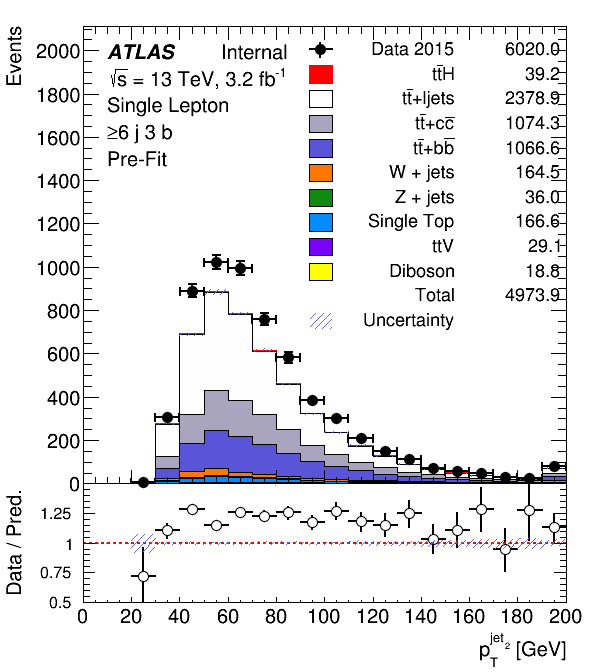 ATLAS Internal
√s = 13 TeV, 3.2 fb⁻¹
Single Lepton
≥6 j 3 b
Pre-Fit
Data 2015 6020.0
tt̄H 39.2
tt̄+ljets 2378.9
tt̄+cc̄ 1074.3
tt̄+bb̄ 1066.6
W + jets 164.5
Z + jets 36.0
Single Top 166.6
ttV 29.1
Diboson 18.8
Total 4973.9
Uncertainty
Events
2000
1800
1600
1400
1200
1000
800
600
400
200
0
Data / Pred.
1.25
1
0.75
0.5
0 20 40 60 80 100 120 140 160 180 200
p_T^{jet_2} [GeV]